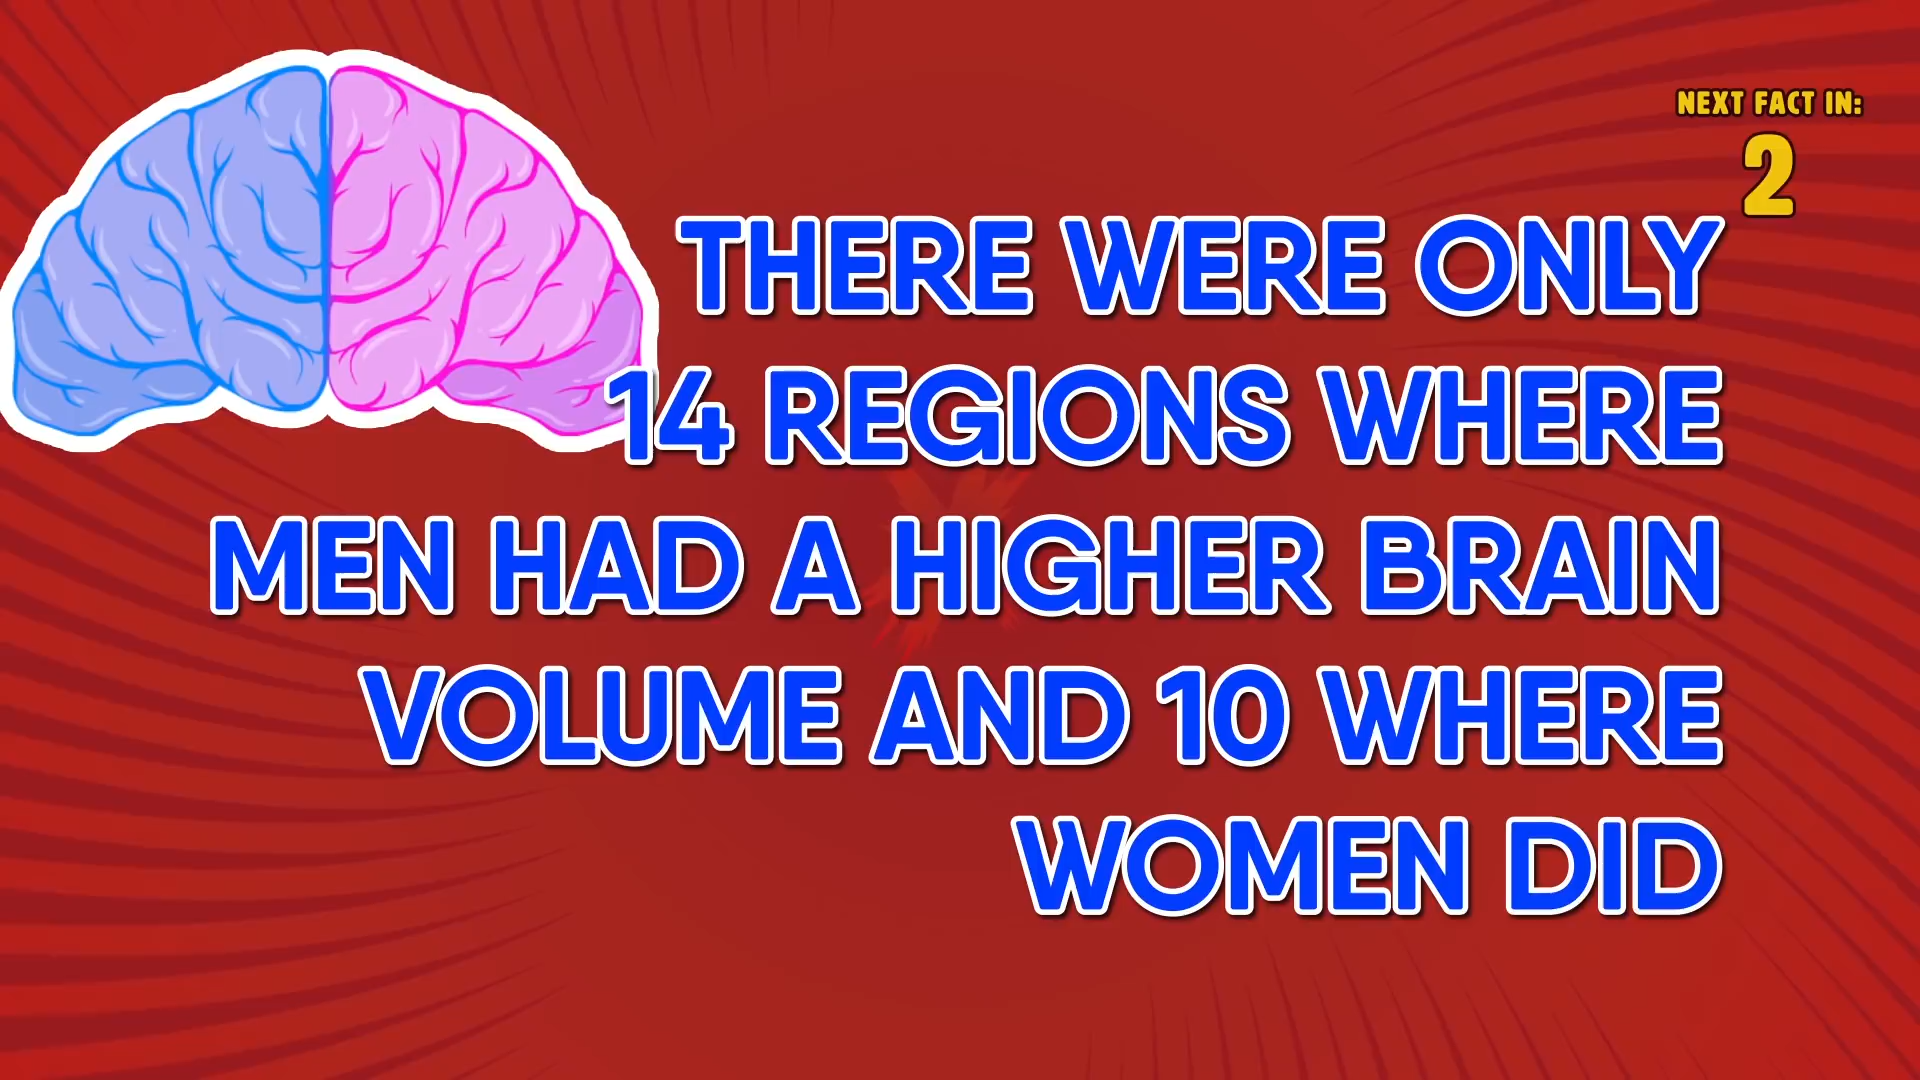 NEXT FACT IN:
2
THERE WERE ONLY
14 REGIONS WHERE
MEN HAD A HIGHER BRAIN
VOLUME AND 10 WHERE
WOMEN DID